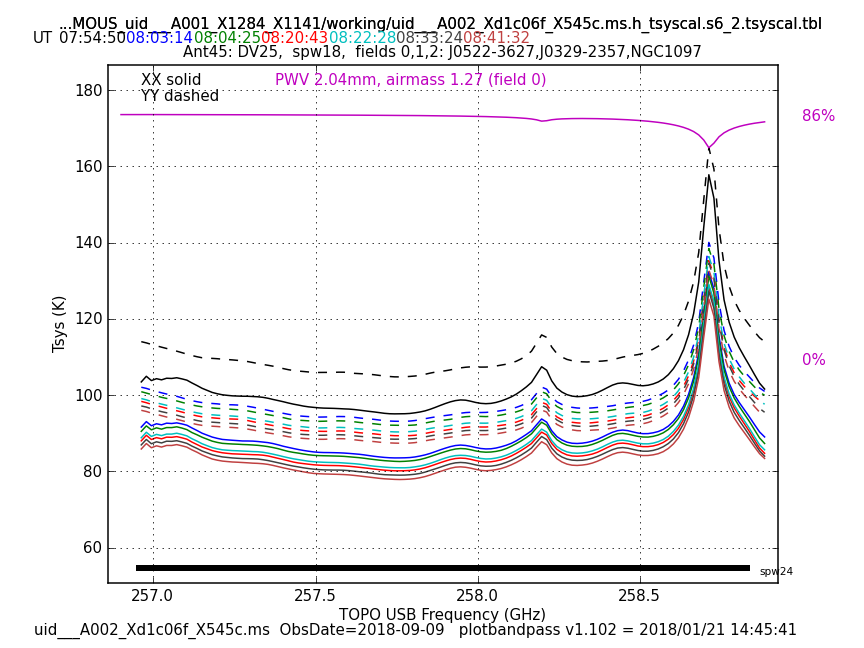 ...MOUS_uid___A001_X1284_X1141/working/uid___A002_Xd1c06f_X545c.ms.h_tsyscal.s6_2.tsyscal.tbl
UT 07:54:50 08:03:14 08:04:25 08:20:43 08:22:28 08:33:24 08:41:32
Ant45: DV25, spw18, fields 0,1,2: J0522-3627,J0329-2357,NGC1097
XX solid PWV 2.04mm, airmass 1.27 (field 0)
YY dashed
180
86%
160
140
120
0%
100
80
60
Tsys (K)
spw24
257.0 257.5 258.0 258.5
TOPO USB Frequency (GHz)
uid___A002_Xd1c06f_X545c.ms ObsDate=2018-09-09 plotbandpass v1.102 = 2018/01/21 14:45:41